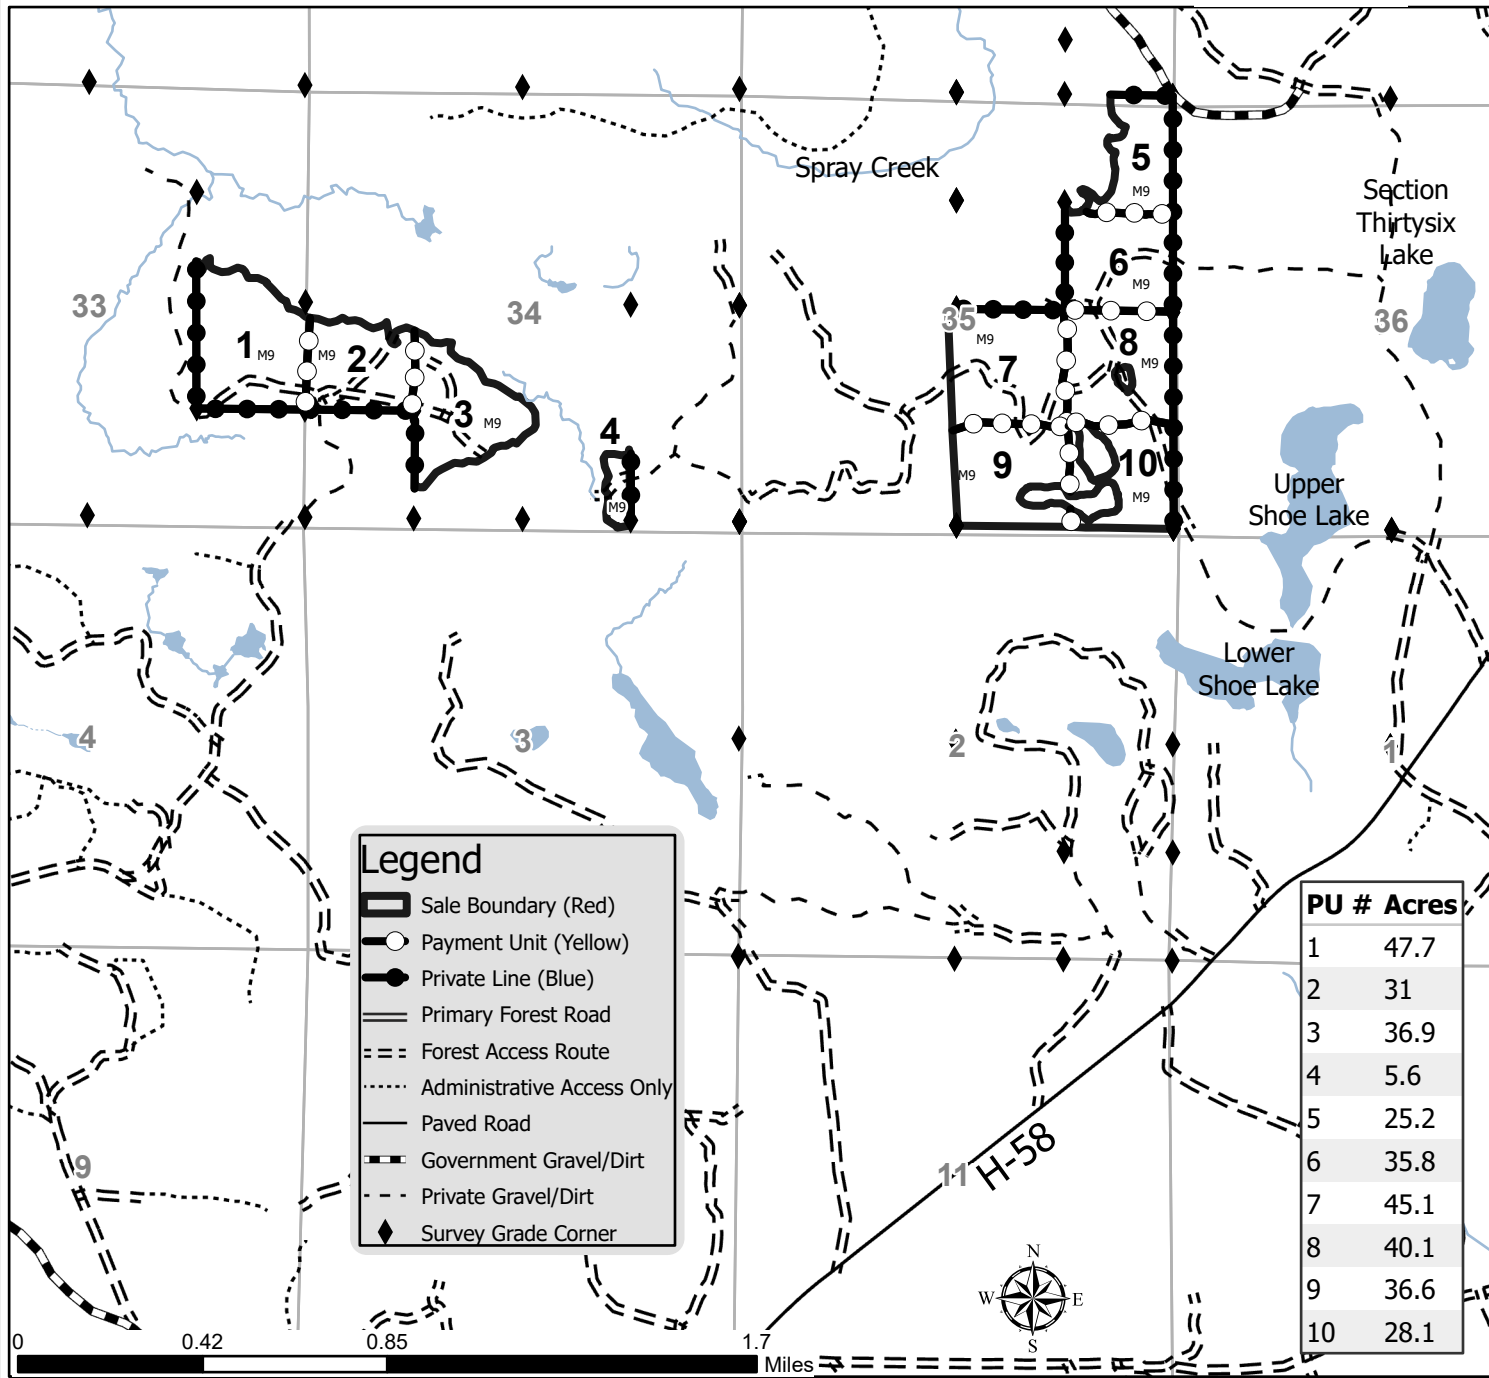 Spray Creek
5
M9
Section
Thirtysix
Lake
6
M9
33
34
35
36
1
M9
M9
2
M9
8
M9
7
3
M9
4
M9
9
M9
10
M9
Upper
Shoe Lake
Lower
Shoe Lake
4
3
2
1
Legend
Sale Boundary (Red)
Payment Unit (Yellow)
Private Line (Blue)
Primary Forest Road
Forest Access Route
Administrative Access Only
Paved Road
Government Gravel/Dirt
Private Gravel/Dirt
Survey Grade Corner
PU # Acres
1 47.7
2 31
3 36.9
4 5.6
5 25.2
6 35.8
7 45.1
8 40.1
9 36.6
10 28.1
9
11
H-58
N
W E
S
0 0.42 0.85 1.7
Miles